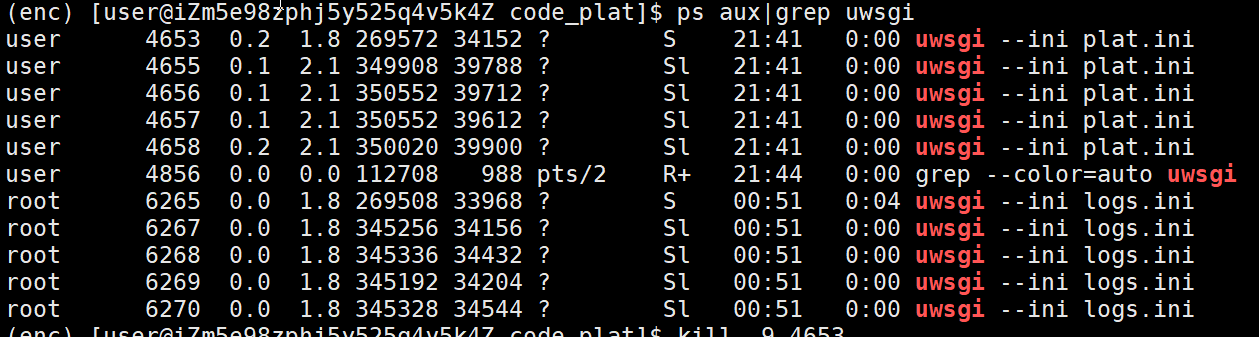 (enc) [user@iZm5e98zphj5y525q4v5k4Z code_plat]$ ps aux|grep uwsgi
user 4653 0.2 1.8 269572 34152 ? S 21:41 0:00 uwsgi --ini plat.ini
user 4655 0.1 2.1 349908 39788 ? Sl 21:41 0:00 uwsgi --ini plat.ini
user 4656 0.1 2.1 350552 39712 ? Sl 21:41 0:00 uwsgi --ini plat.ini
user 4657 0.1 2.1 350552 39612 ? Sl 21:41 0:00 uwsgi --ini plat.ini
user 4658 0.2 2.1 350020 39900 ? Sl 21:41 0:00 uwsgi --ini plat.ini
user 4856 0.0 0.0 112708 988 pts/2 R+ 21:44 0:00 grep --color=auto uwsgi
root 6265 0.0 1.8 269508 33968 ? S 00:51 0:04 uwsgi --ini logs.ini
root 6267 0.0 1.8 345236 34156 ? Sl 00:51 0:00 uwsgi --ini logs.ini
root 6268 0.0 1.8 346336 34432 ? Sl 00:51 0:00 uwsgi --ini logs.ini
root 6269 0.0 1.8 345192 34204 ? Sl 00:51 0:00 uwsgi --ini logs.ini
root 6270 0.0 1.8 345328 34544 ? Sl 00:51 0:00 uwsgi --ini logs.ini
(enc) [user@iZm5e98zphj5y525q4v5k4Z code_plat]$ kill -9 4653